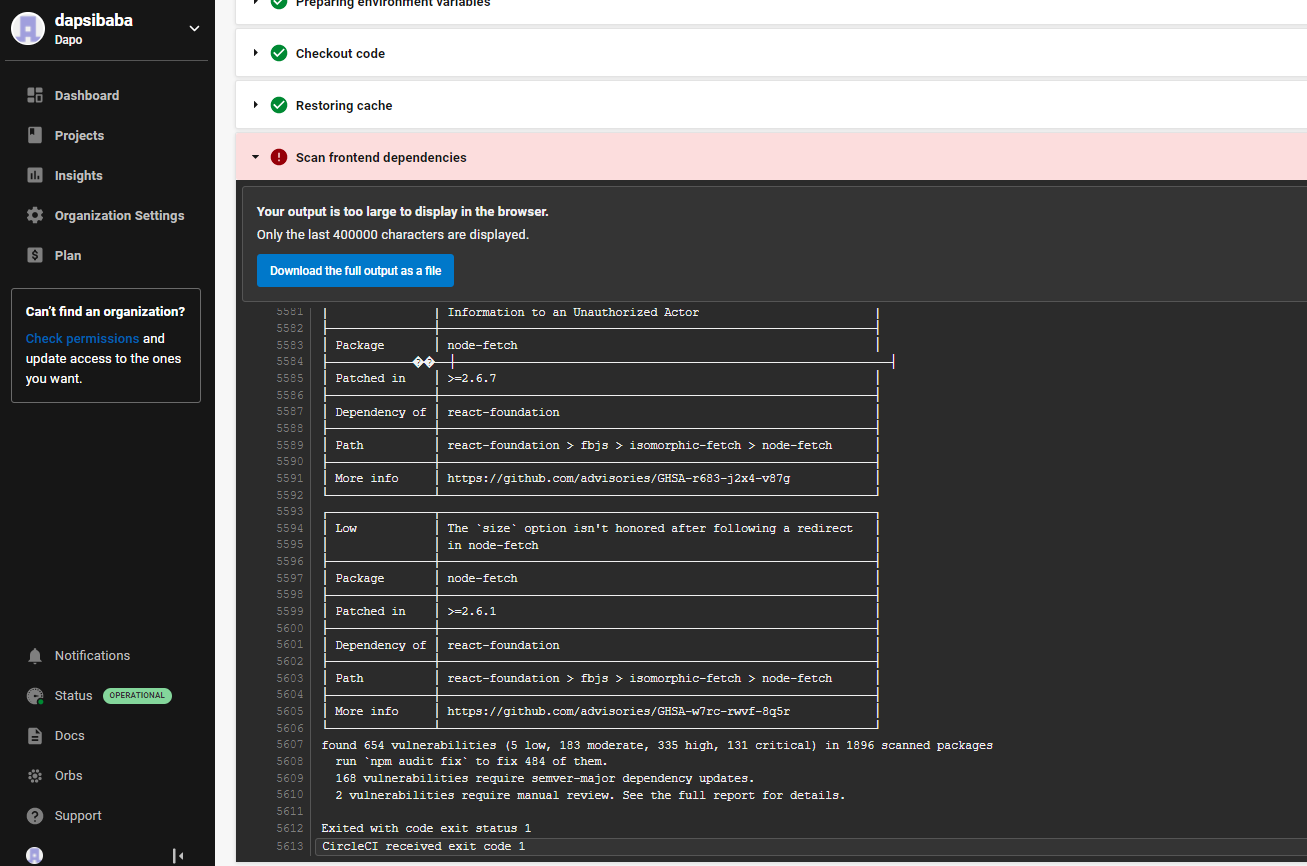 dapsibaba
Dapo
Dashboard
Projects
Insights
Organization Settings
Plan
Can't find an organization?
Check permissions and
update access to the ones
you want.
Notifications
Status OPERATIONAL
Docs
Orbs
Support
Preparing environment variables
Checkout code
Restoring cache
Scan frontend dependencies
Your output is too large to display in the browser.
Only the last 400000 characters are displayed.
Download the full output as a file
5581 Information to an Unauthorized Actor
5582
5583 Package node-fetch
5584 ��
5585 Patched in >=2.6.7
5586
5587 Dependency of react-foundation
5588
5589 Path react-foundation > fbjs > isomorphic-fetch > node-fetch
5590
5591 More info https://github.com/advisories/GHSA-r683-j2x4-v87g
5592
5593
5594 Low The `size` option isn't honored after following a redirect
5595 in node-fetch
5596
5597 Package node-fetch
5598
5599 Patched in >=2.6.1
5600
5601 Dependency of react-foundation
5602
5603 Path react-foundation > fbjs > isomorphic-fetch > node-fetch
5604
5605 More info https://github.com/advisories/GHSA-w7rc-rwvf-8q5r
5606
5607 found 654 vulnerabilities (5 low, 183 moderate, 335 high, 131 critical) in 1896 scanned packages
5608 run `npm audit fix` to fix 484 of them.
5609 168 vulnerabilities require semver-major dependency updates.
5610 2 vulnerabilities require manual review. See the full report for details.
5611
5612 Exited with code exit status 1
5613 CircleCI received exit code 1